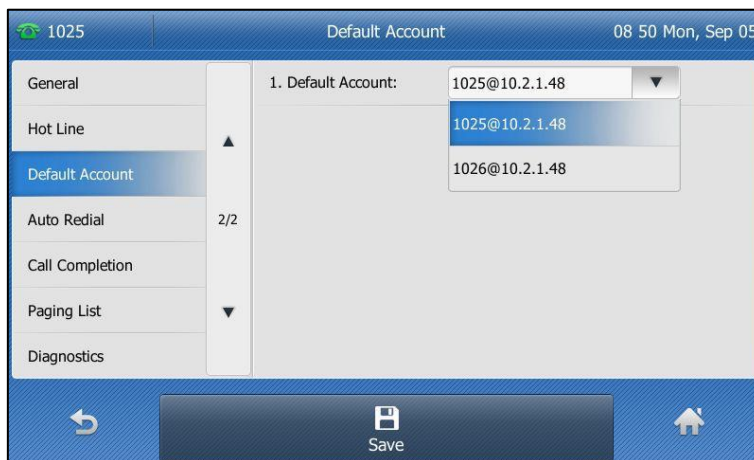 1025 Default Account 08 50 Mon, Sep 05
General
Hot Line
Default Account
Auto Redial
Call Completion
Paging List
Diagnostics
2/2
1. Default Account: 1025@10.2.1.48
1025@10.2.1.48
1026@10.2.1.48
Save